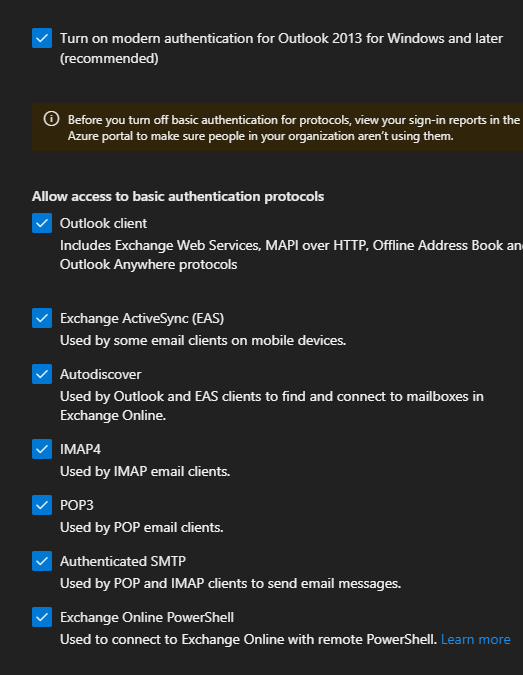 Turn on modern authentication for Outlook 2013 for Windows and later
(recommended)
Before you turn off basic authentication for protocols, view your sign-in reports in the
Azure portal to make sure people in your organization aren’t using them.
Allow access to basic authentication protocols
Outlook client
Includes Exchange Web Services, MAPI over HTTP, Offline Address Book
Outlook Anywhere protocols
Exchange ActiveSync (EAS)
Used by some email clients on mobile devices.
Autodiscover
Used by Outlook and EAS clients to find and connect to mailboxes in
Exchange Online.
IMAP4
Used by IMAP email clients.
POP3
Used by POP email clients.
Authenticated SMTP
Used by POP and IMAP clients to send email messages.
Exchange Online PowerShell
Used to connect to Exchange Online with remote PowerShell. Learn more